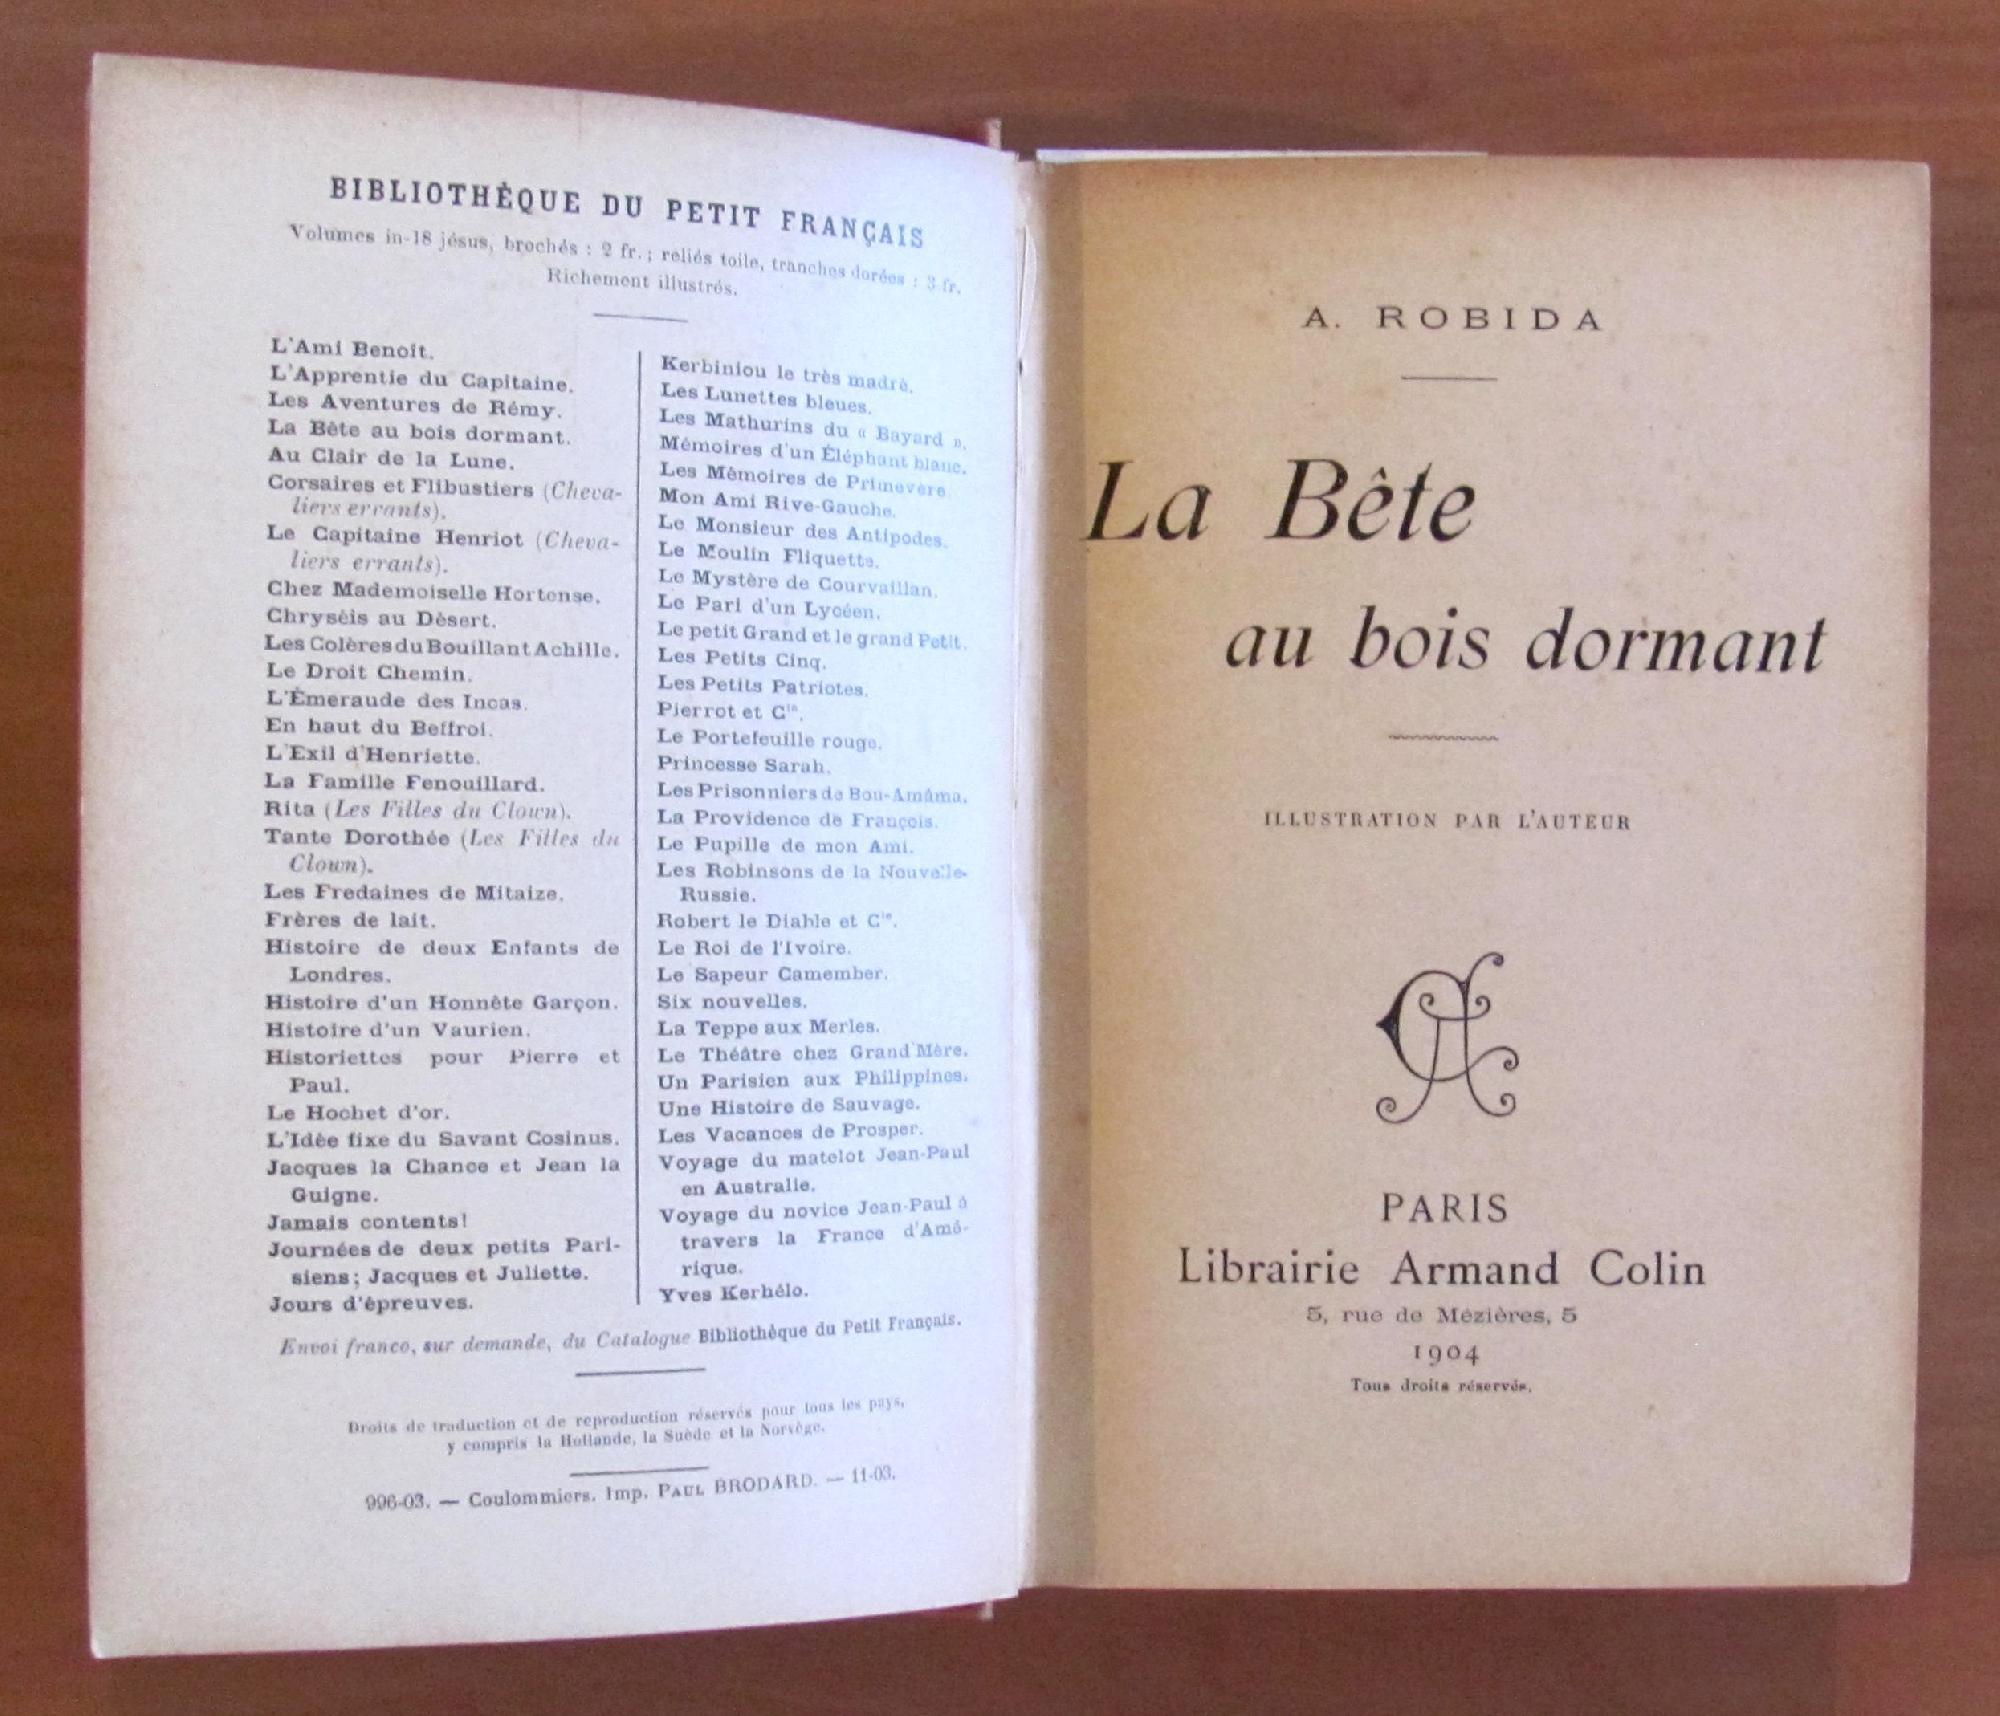 BIBLIOTHÈQUE DU PETIT FRANÇAIS
Volumes in-18 jésus, brochés : 2 fr. ; reliés toile, tranches dorées : 3 fr.
Richement illustrés.
L'Ami Benoit.
L'Apprentie du Capitaine.
Les Aventures de Rémy.
La Bête au bois dormant.
Au Clair de la Lune.
Corsaires et Flibustiers (Cheva-
liers errants).
Le Capitaine Henriot (Cheva-
liers errants).
Chez Mademoiselle Hortense.
Chryséis au Désert.
Les Colères du Bouillant Achille.
Le Droit Chemin.
L'Émeraude des Incas.
En haut du Beffroi.
L'Exil d'Henriette.
La Famille Fenouillard.
Rita (Les Filles du Clown).
Tante Dorothée (Les Filles du
Clown).
Les Fredaines de Mitaize.
Frères de lait.
Histoire de deux Enfants de
Londres.
Histoire d'un Honnête Garçon.
Histoire d'un Vaurien.
Historiettes pour Pierre et
Paul.
Le Hochet d'or.
L'Idée fixe du Savant Cosinus.
Jacques la Chance et Jean la
Guigne.
Jamais contents!
Journées de deux petits Pari-
siens; Jacques et Juliette.
Jours d'épreuves.
Kerbiniou le très madré.
Les Lunettes bleues.
Les Mathurins du « Bayard ».
Mémoires d'un Éléphant blanc.
Les Mémoires de Primevère.
Mon Ami Rive-Gauche.
Le Monsieur des Antipodes.
Le Moulin Fliquette.
Le Mystère de Courvaillan.
Le Pari d'un Lycéen.
Le petit Grand et le grand Petit.
Les Petits Cinq.
Les Petits Patriotes.
Pierrot et Cie.
Le Portefeuille rouge.
Princesse Sarah.
Les Prisonniers de Bou-Amâma.
La Providence de François.
Le Pupille de mon Ami.
Les Robinsons de la Nouvelle-
Russie.
Robert le Diable et Cie.
Le Roi de l'Ivoire.
Le Sapeur Camember.
Six nouvelles.
La Teppe aux Merles.
Le Théâtre chez Grand'Mère.
Un Parisien aux Philippines.
Une Histoire de Sauvage.
Les Vacances de Prosper.
Voyage du matelot Jean-Paul
en Australie.
Voyage du novice Jean-Paul à
travers la France d'Amé-
rique.
Yves Kerhélo.
Envoi franco, sur demande, du Catalogue Bibliothèque du Petit Français.
Droits de traduction et de reproduction réservés pour tous les pays,
y compris la Hollande, la Suède et la Norvège.
996-03. — Coulommiers. Imp. PAUL BRODARD. — 11-03.
A. ROBIDA
La Bête
au bois dormant
ILLUSTRATION PAR L'AUTEUR
AC
PARIS
Librairie Armand Colin
5, rue de Mézières, 5
1904
Tous droits réservés.